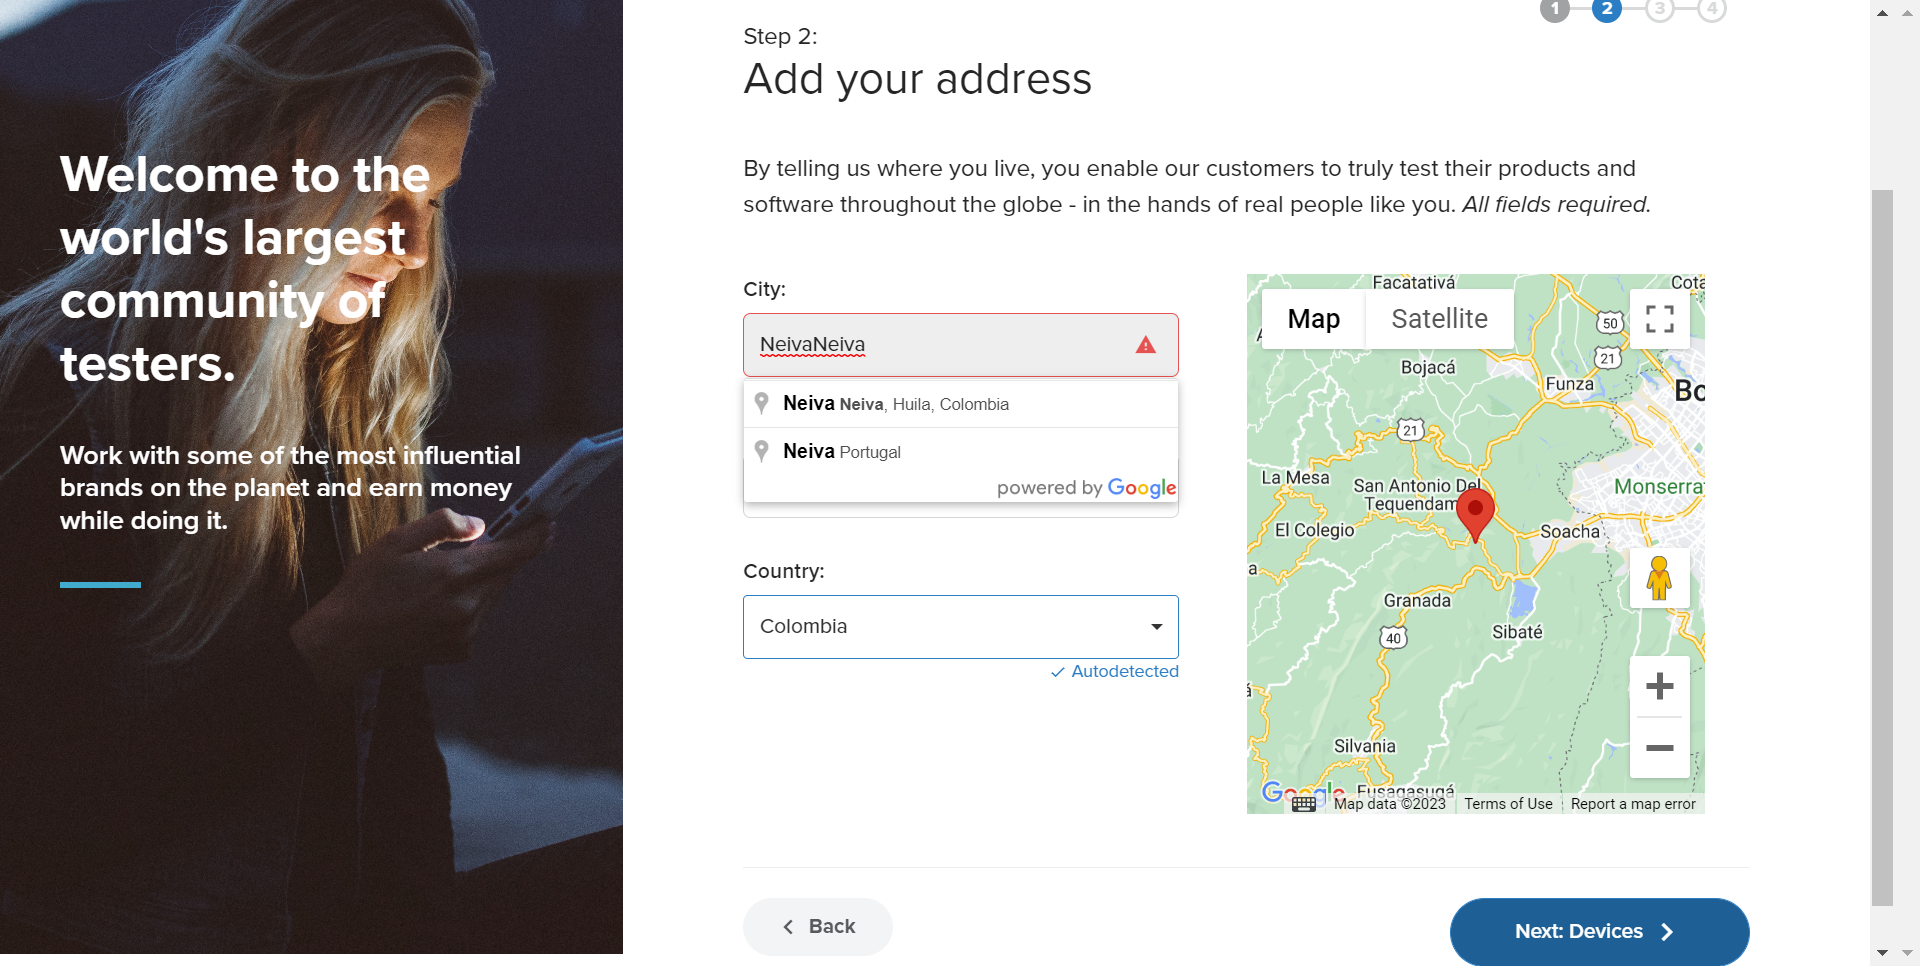 Welcome to the
world's largest
community of
testers.
Work with some of the most influential
brands on the planet and earn money
while doing it.
1 2 3 4
Step 2:
Add your address
By telling us where you live, you enable our customers to truly test their products and
software throughout the globe - in the hands of real people like you. All fields required.
City:
NeivaNeiva
Neiva Neiva, Huila, Colombia
Neiva Portugal
powered by Google
Country:
Colombia
Autodetected
Facatativá
Cota
Map
Satellite
50
21
Bojacá
Funza
Bo
21
La Mesa
San Antonio Del
Tequendam
Monserra
El Colegio
Soacha
a
Granada
Sibaté
40
á
Silvania
Fusagasugá
Google
Map data ©2023
Terms of Use
Report a map error
Back
Next: Devices